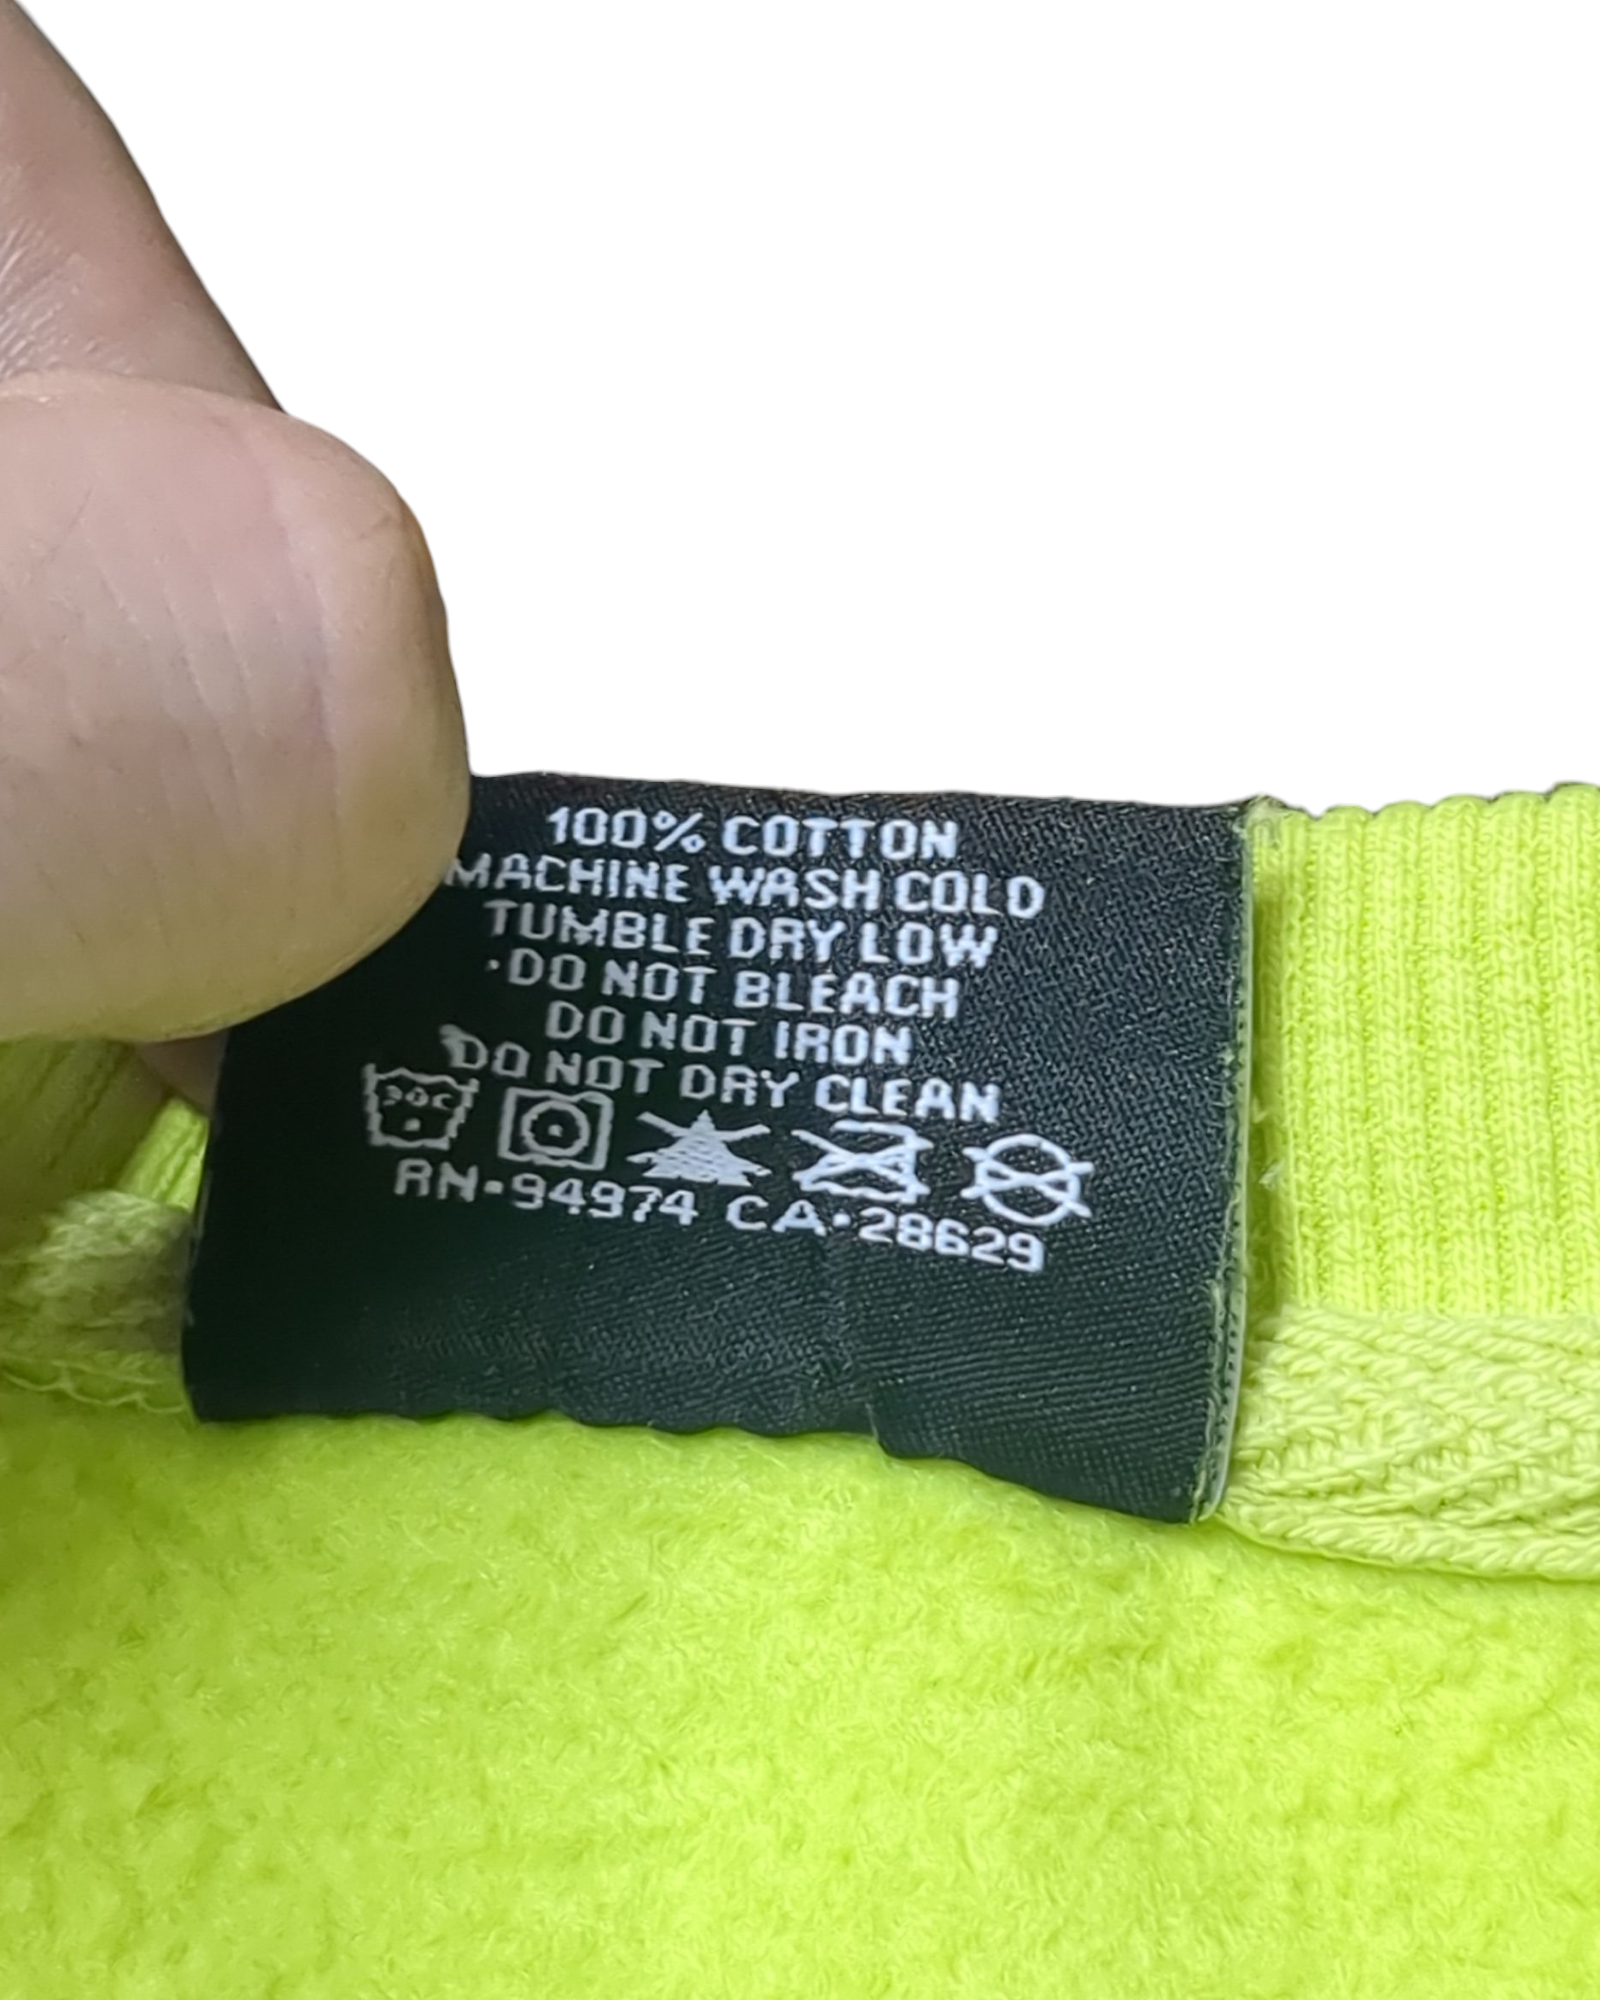 100% COTTON
MACHINE WASH COLD
TUMBLE DRY LOW
DO NOT BLEACH
DO NOT IRON
DO NOT DRY CLEAN
30C
RN•94974 CA•28629